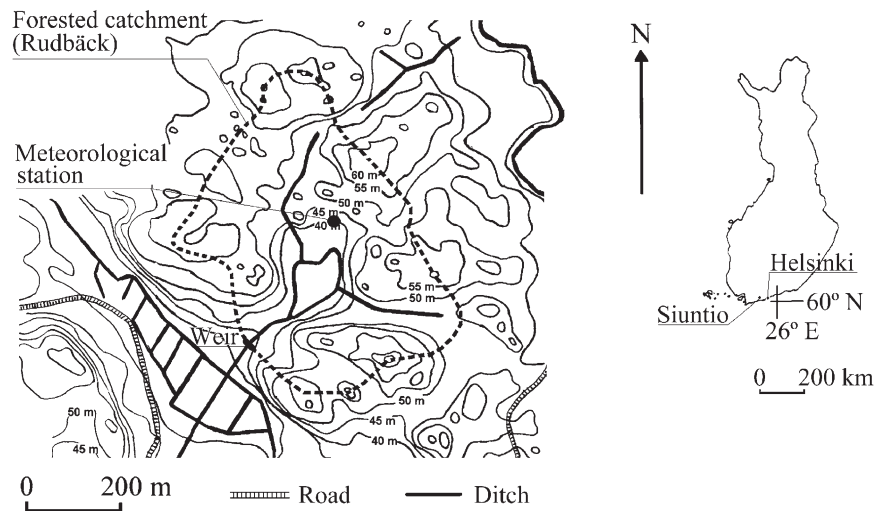 Forested catchment
(Rudbäck)
Meteorological
station
60 m
55 m
50 m
45 m
40 m
55 m
50 m
Weir
50 m
45 m
40 m
50 m
45 m
0 200 m
Road
Ditch
N
Helsinki
Siuntio
60° N
26° E
0 200 km